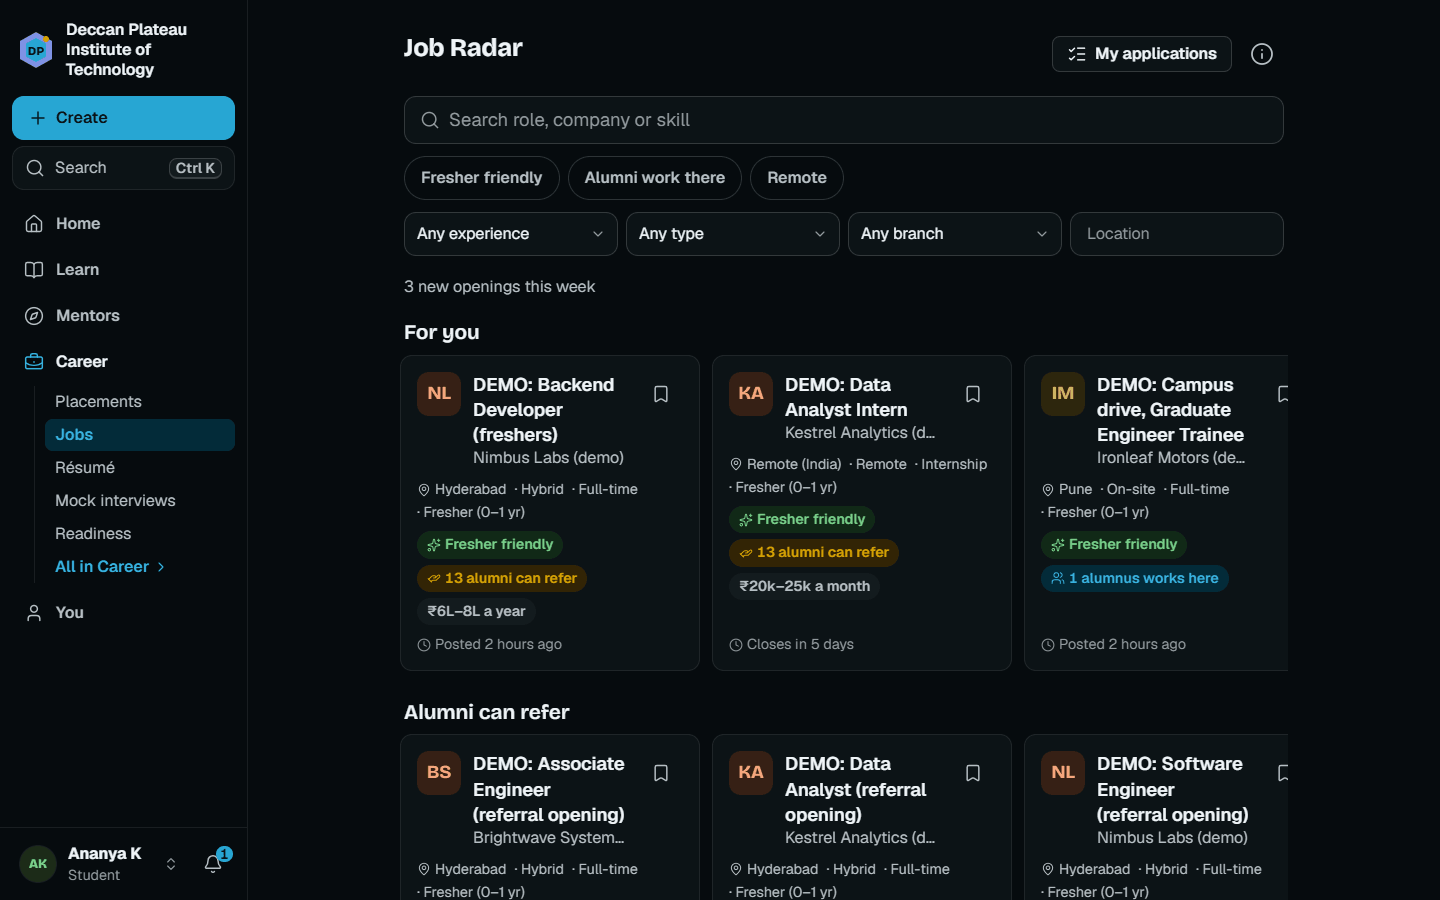 DP
Deccan Plateau
Institute of
Technology
Create
Search Ctrl K
Home
Learn
Mentors
Career
Placements
Jobs
Résumé
Mock interviews
Readiness
All in Career
You
AK
Ananya K
Student
1
Job Radar
My applications
Search role, company or skill
Fresher friendly
Alumni work there
Remote
Any experience
Any type
Any branch
Location
3 new openings this week
For you
NL
DEMO: Backend
Developer
(freshers)
Nimbus Labs (demo)
Hyderabad · Hybrid · Full-time
· Fresher (0–1 yr)
Fresher friendly
13 alumni can refer
₹6L–8L a year
Posted 2 hours ago
KA
DEMO: Data
Analyst Intern
Kestrel Analytics (d...
Remote (India) · Remote · Internship
· Fresher (0–1 yr)
Fresher friendly
13 alumni can refer
₹20k–25k a month
Closes in 5 days
IM
DEMO: Campus
drive, Graduate
Engineer Trainee
Ironleaf Motors (de...
Pune · On-site · Full-time
· Fresher (0–1 yr)
Fresher friendly
1 alumnus works here
Posted 2 hours ago
Alumni can refer
BS
DEMO: Associate
Engineer
(referral opening)
Brightwave System...
Hyderabad · Hybrid · Full-time
· Fresher (0–1 yr)
KA
DEMO: Data
Analyst (referral
opening)
Kestrel Analytics (d...
Hyderabad · Hybrid · Full-time
· Fresher (0–1 yr)
NL
DEMO: Software
Engineer
(referral opening)
Nimbus Labs (demo)
Hyderabad · Hybrid · Full-time
· Fresher (0–1 yr)